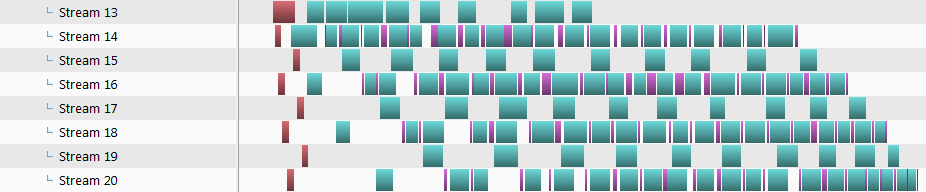 Stream 13
Stream 14
Stream 15
Stream 16
Stream 17
Stream 18
Stream 19
Stream 20